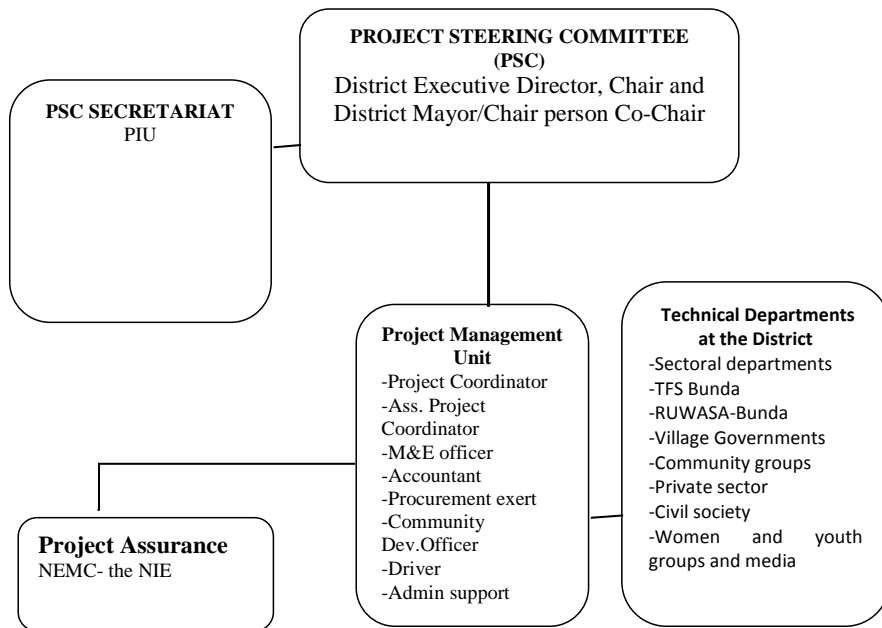 PROJECT STEERING COMMITTEE
(PSC)
District Executive Director, Chair and
District Mayor/Chair person Co-Chair
PSC SECRETARIAT
PIU
Project Management
Unit
-Project Coordinator
-Ass. Project
Coordinator
-M&E officer
-Accountant
-Procurement exert
-Community
Dev.Officer
-Driver
-Admin support
Technical Departments
at the District
-Sectoral departments
-TFS Bunda
-RUWASA-Bunda
-Village Governments
-Community groups
-Private sector
-Civil society
-Women and youth
groups and media
Project Assurance
NEMC- the NIE